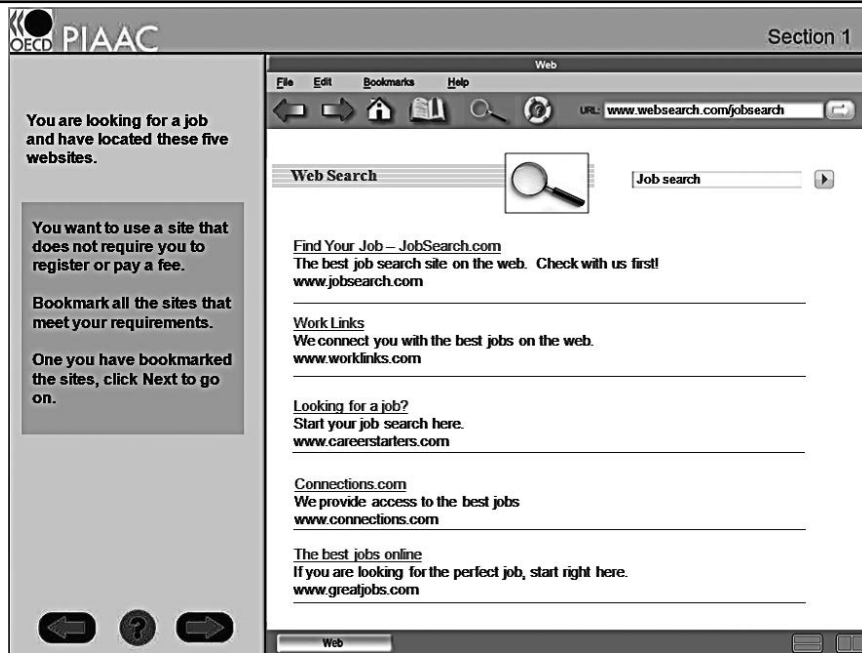 OECD PIAAC
Section 1
You are looking for a job
and have located these five
websites.
You want to use a site that
does not require you to
register or pay a fee.
Bookmark all the sites that
meet your requirements.
One you have bookmarked
the sites, click Next to go
on.
Web
File Edit Bookmarks Help
URL: www.websearch.com/jobsearch
Web Search
Job search
Find Your Job – JobSearch.com
The best job search site on the web. Check with us first!
www.jobsearch.com
Work Links
We connect you with the best jobs on the web.
www.worklinks.com
Looking for a job?
Start your job search here.
www.careerstarters.com
Connections.com
We provide access to the best jobs
www.connections.com
The best jobs online
If you are looking for the perfect job, start right here.
www.greatjobs.com
?
Web